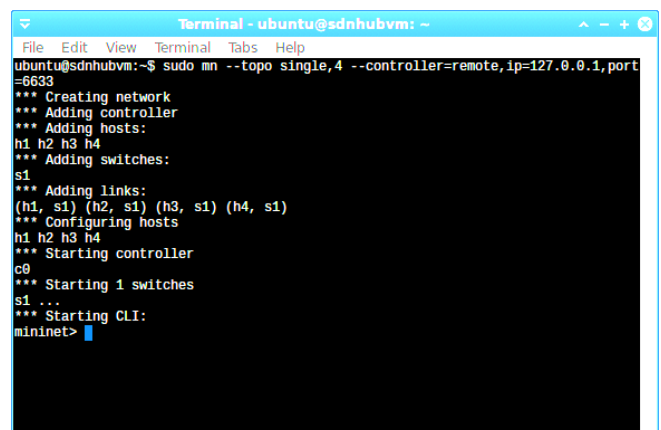 Terminal - ubuntu@sdnhubvm: ~
File Edit View Terminal Tabs Help
ubuntu@sdnhubvm:~$ sudo mn --topo single,4 --controller=remote,ip=127.0.0.1,port
=6633
*** Creating network
*** Adding controller
*** Adding hosts:
h1 h2 h3 h4
*** Adding switches:
s1
*** Adding links:
(h1, s1) (h2, s1) (h3, s1) (h4, s1)
*** Configuring hosts
h1 h2 h3 h4
*** Starting controller
c0
*** Starting 1 switches
s1 ...
*** Starting CLI:
mininet>